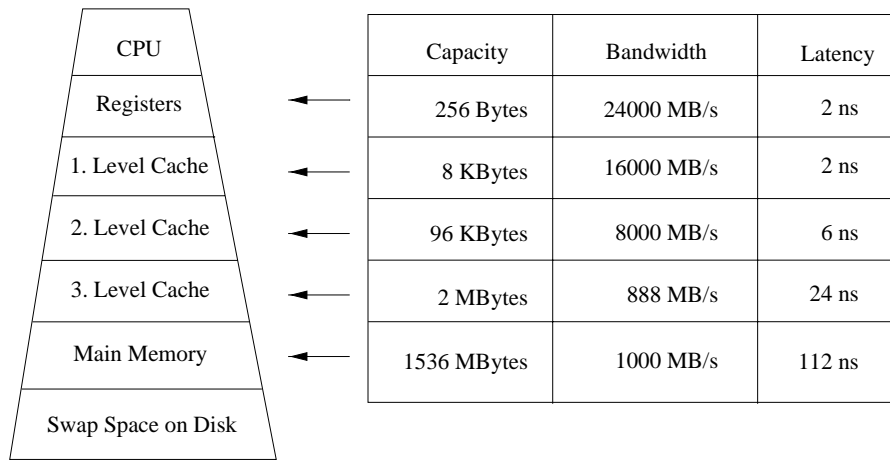 CPU
Capacity Bandwidth Latency
Registers 256 Bytes 24000 MB/s 2 ns
1. Level Cache 8 KBytes 16000 MB/s 2 ns
2. Level Cache 96 KBytes 8000 MB/s 6 ns
3. Level Cache 2 MBytes 888 MB/s 24 ns
Main Memory 1536 MBytes 1000 MB/s 112 ns
Swap Space on Disk